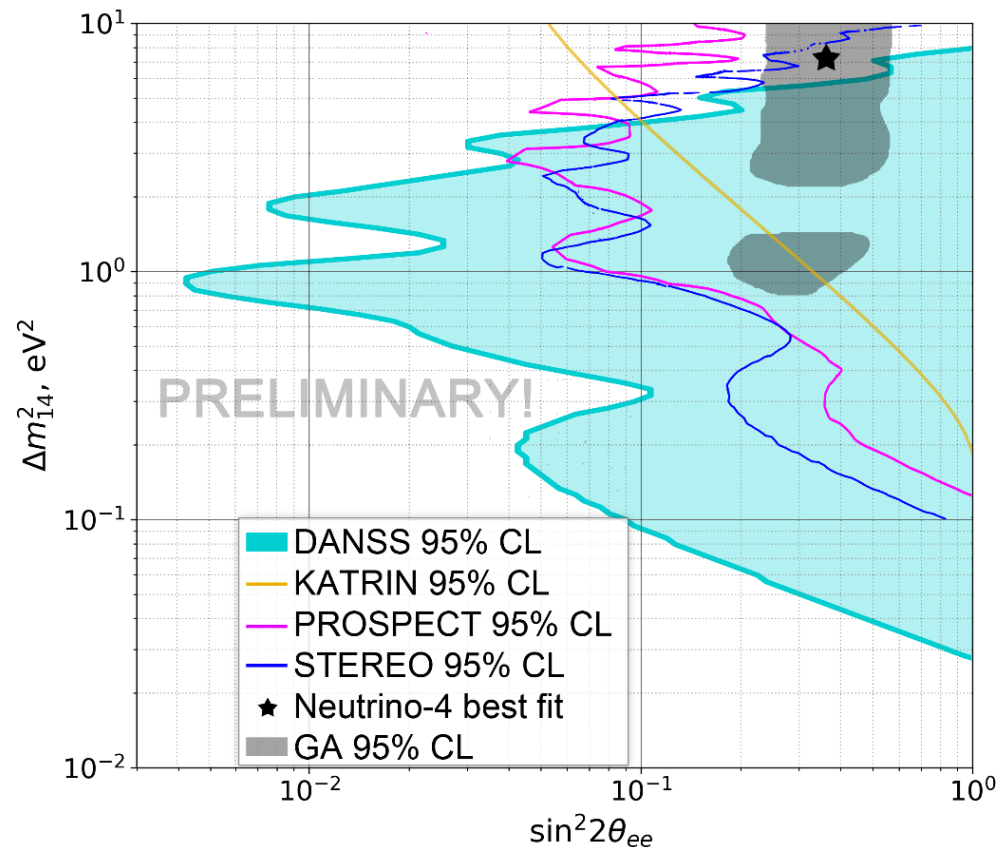 10¹
10⁰
10⁻¹
10⁻²
Δm²₁₄, eV²
PRELIMINARY!
DANSS 95% CL
KATRIN 95% CL
PROSPECT 95% CL
STEREO 95% CL
Neutrino-4 best fit
GA 95% CL
10⁻²
10⁻¹
10⁰
sin²2θₑₑ